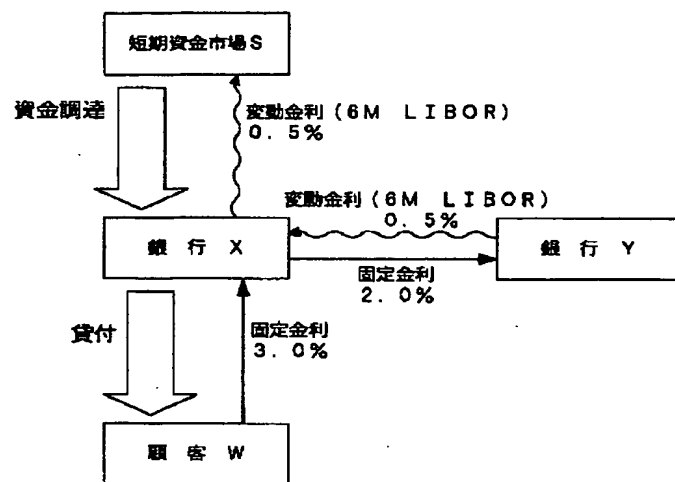 短期資金市場S
資金調達
変動金利(6M LIBOR)
0.5%
変動金利(6M LIBOR)
0.5%
銀行X
銀行Y
固定金利
2.0%
貸付
固定金利
3.0%
顧客W